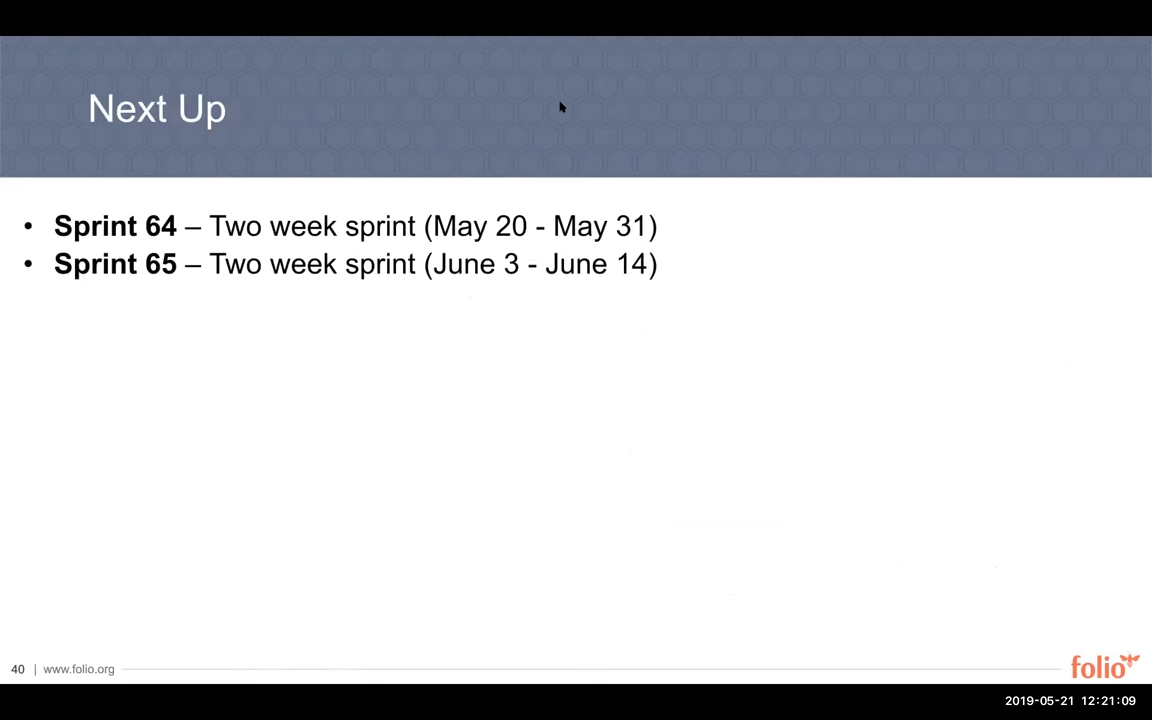 Next Up
• Sprint 64 – Two week sprint (May 20 - May 31)
• Sprint 65 – Two week sprint (June 3 - June 14)
40 | www.folio.org
folio
2019-05-21 12:21:09